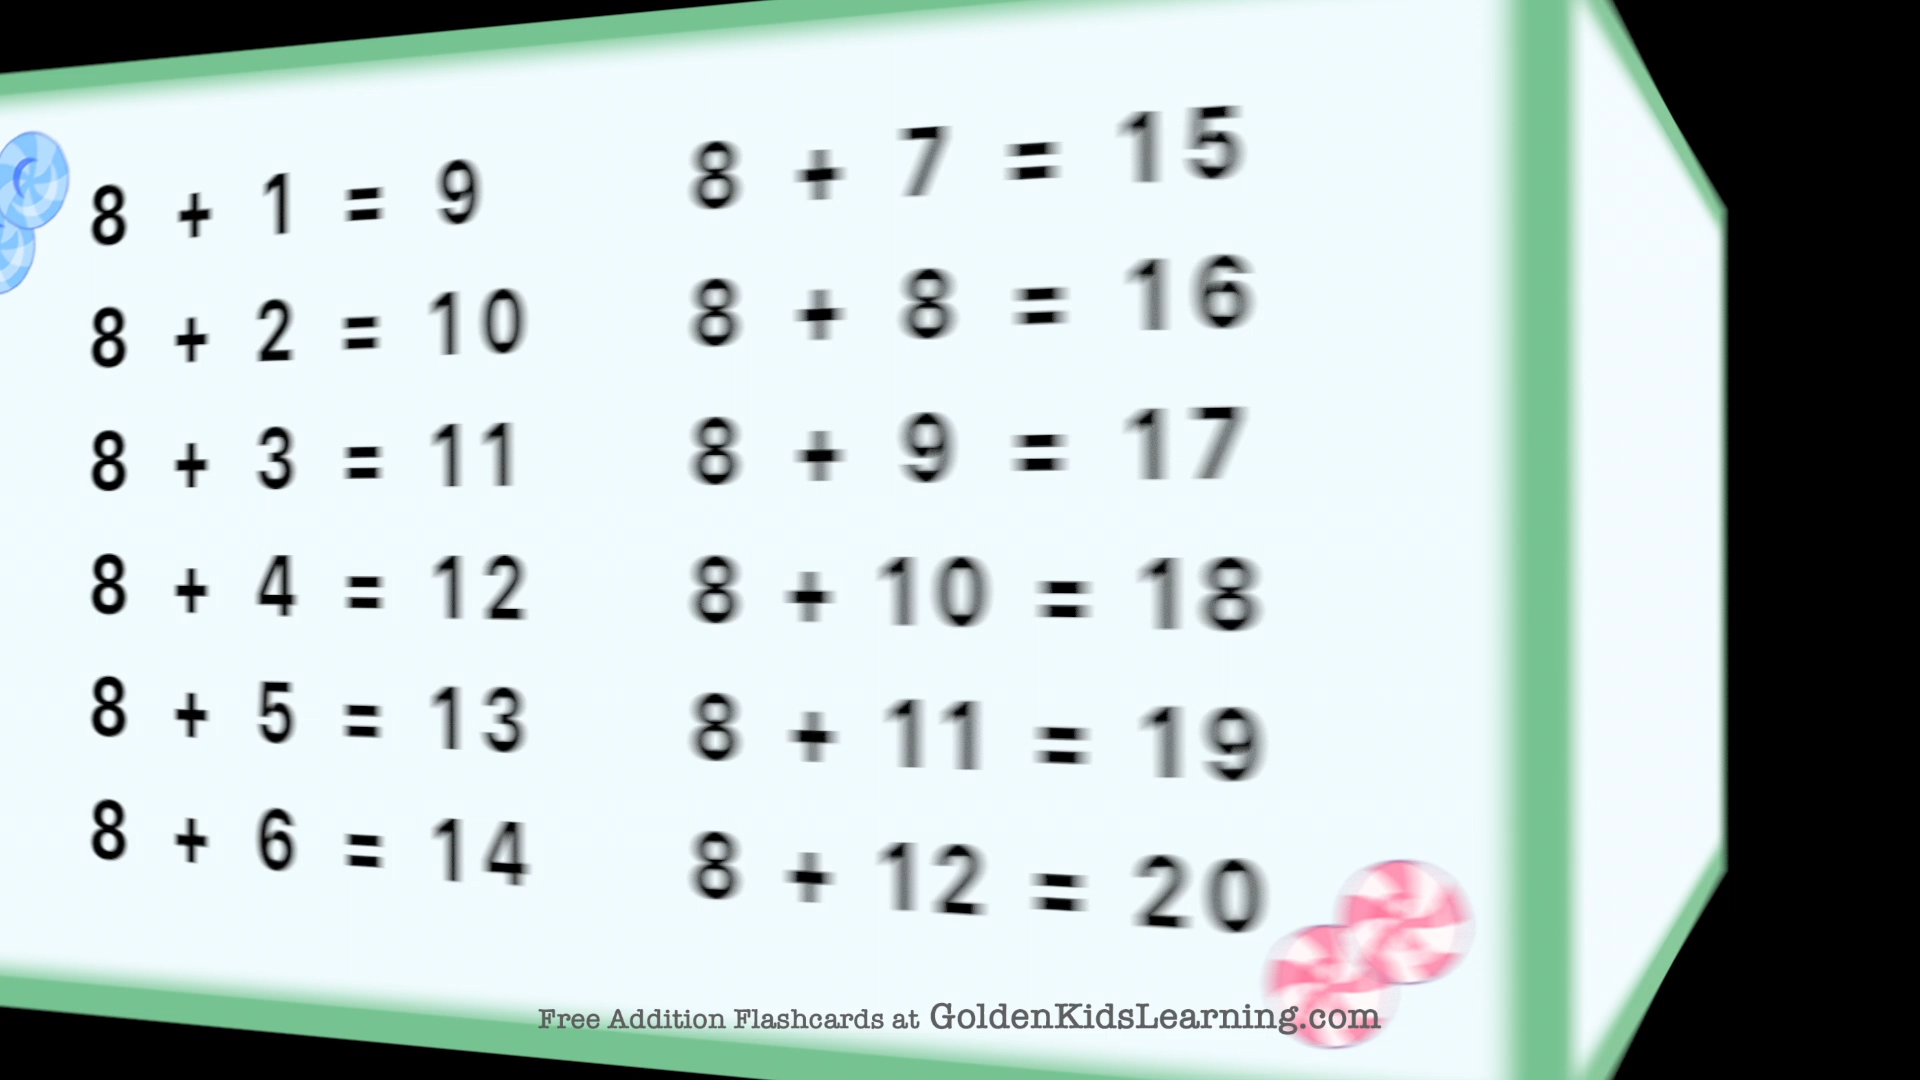 8 + 1 = 9
8 + 2 = 10
8 + 3 = 11
8 + 4 = 12
8 + 5 = 13
8 + 6 = 14
8 + 7 = 15
8 + 8 = 16
8 + 9 = 17
8 + 10 = 18
8 + 11 = 19
8 + 12 = 20
Free Addition Flashcards at GoldenKidsLearning.com